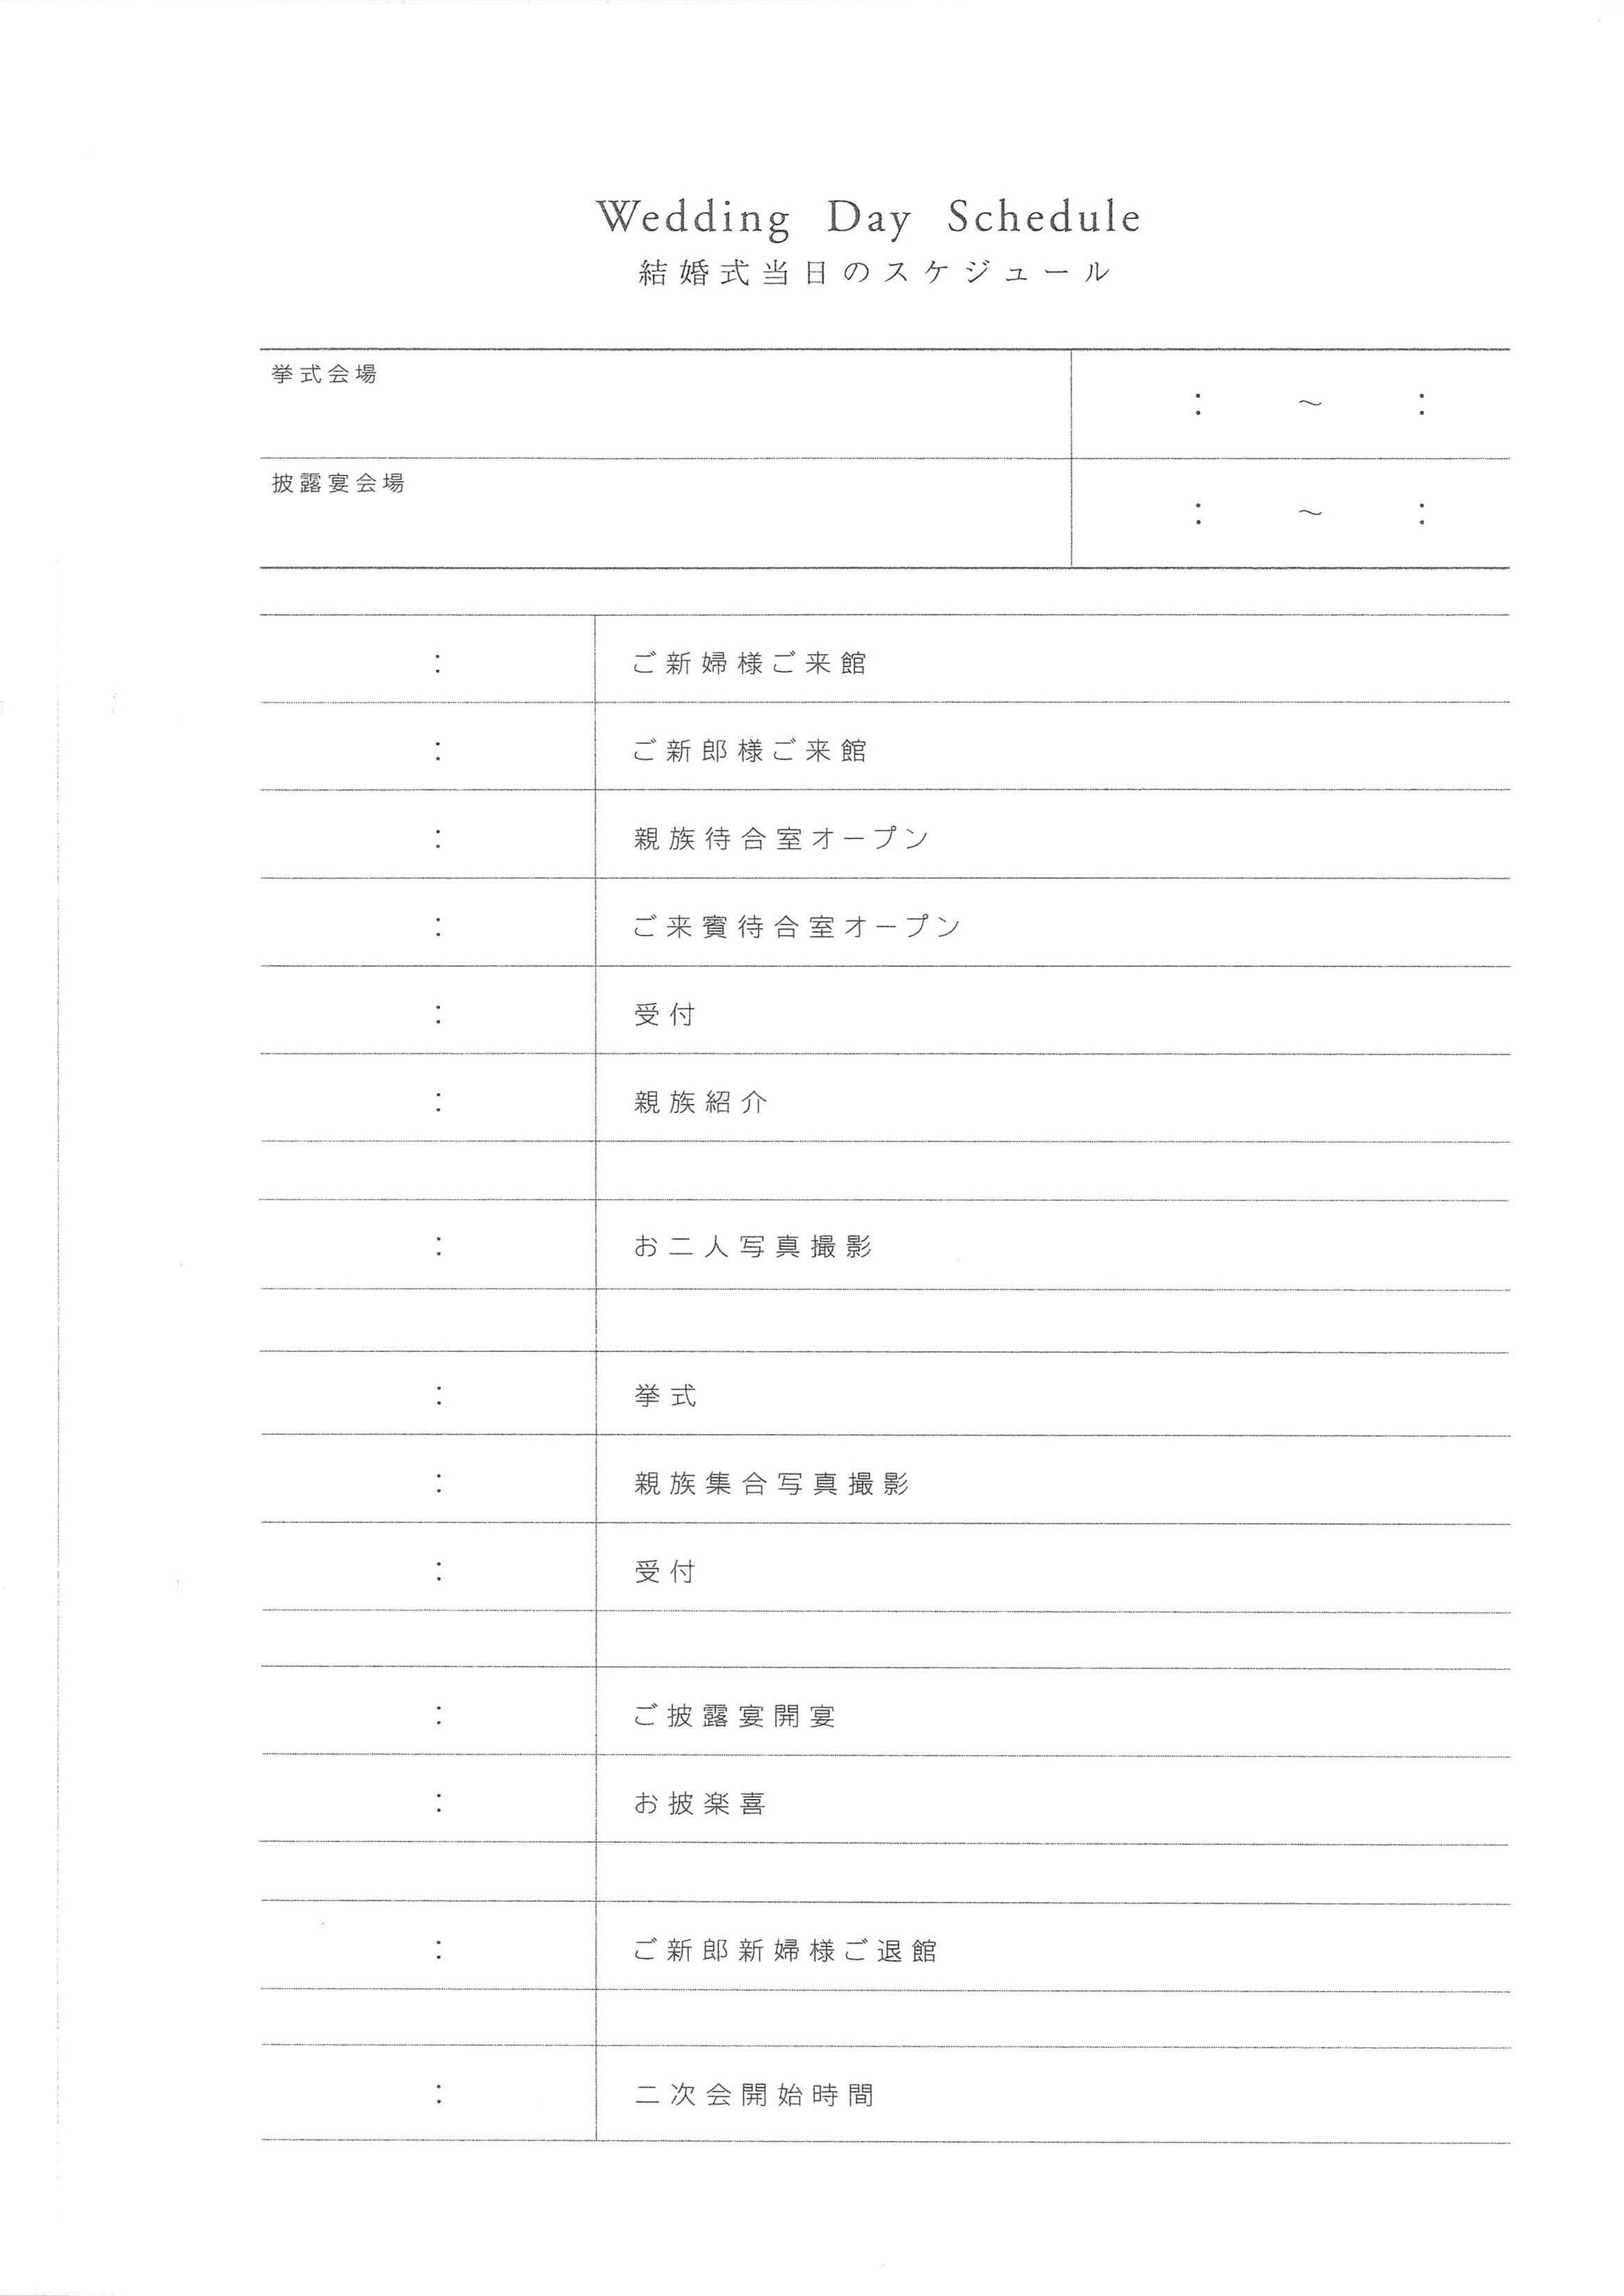 Wedding Day Schedule
結婚式当日のスケジュール
挙式会場
: ～ :
披露宴会場
: ～ :
: ご新婦様ご来館
: ご新郎様ご来館
: 親族待合室オープン
: ご来賓待合室オープン
: 受付
: 親族紹介
: お二人写真撮影
: 挙式
: 親族集合写真撮影
: 受付
: ご披露宴開宴
: お披楽喜
: ご新郎新婦様ご退館
: 二次会開始時間